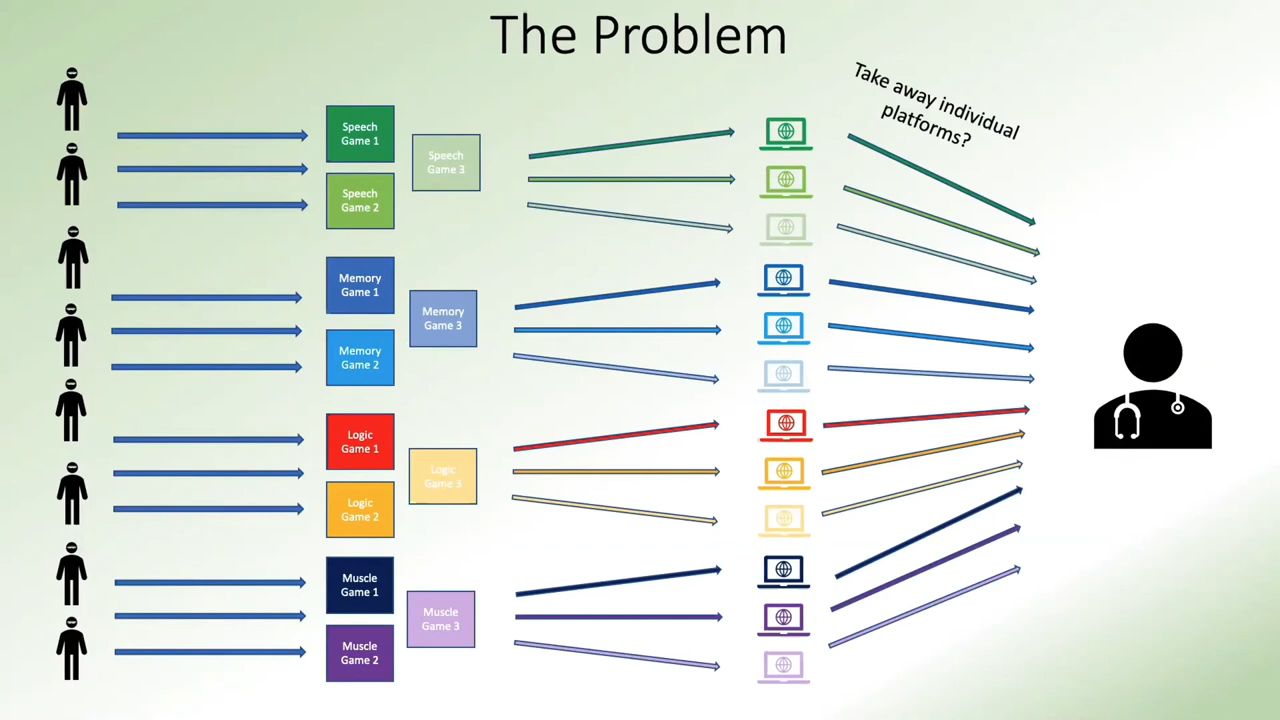 The Problem
Take away individual
platforms?
Speech
Game 1
Speech
Game 3
Speech
Game 2
Memory
Game 1
Memory
Game 3
Memory
Game 2
Logic
Game 1
Logic
Game 3
Logic
Game 2
Muscle
Game 1
Muscle
Game 3
Muscle
Game 2